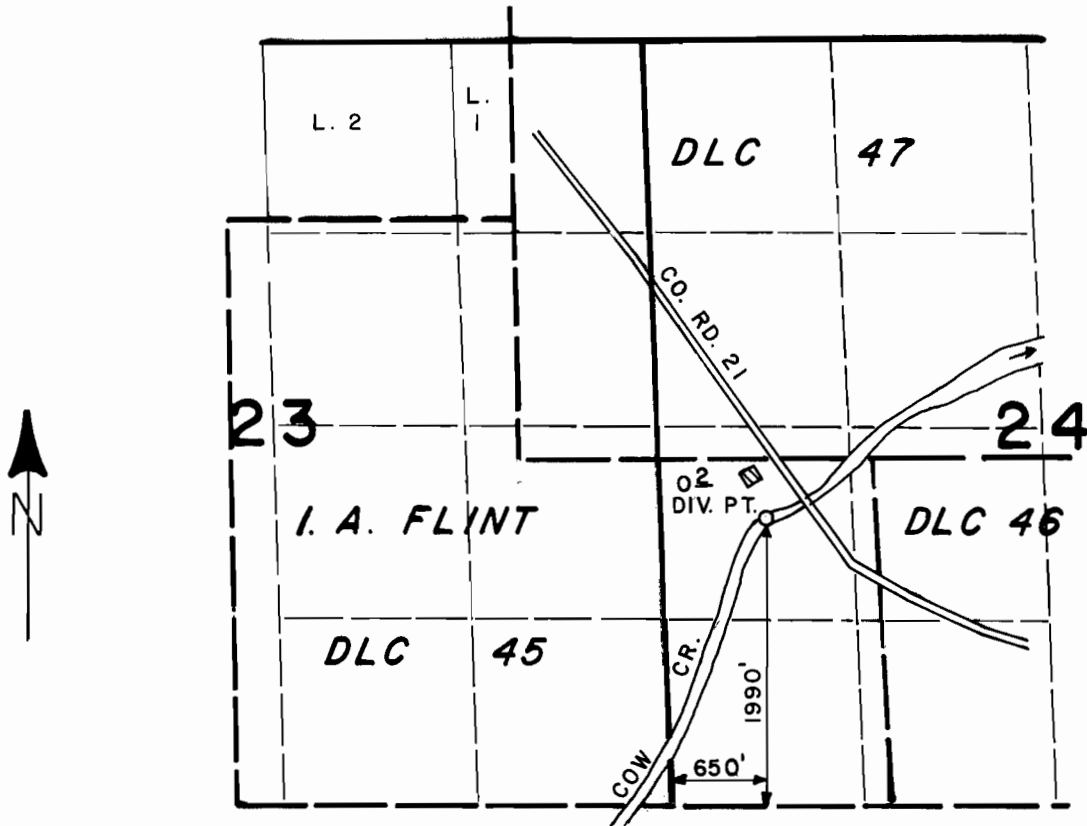 L. 2
L.
1
DLC 47
CO. RD. 21
23
24
N
O2
DIV. PT.
I. A. FLINT
DLC 46
DLC 45
CR.
1990'
COW
650'